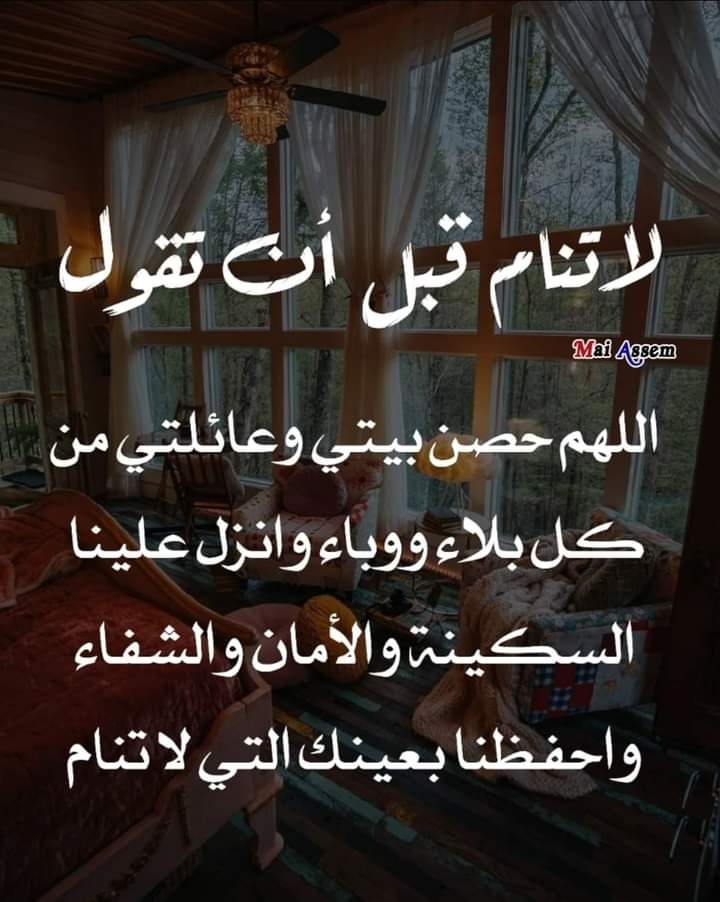 لا تنام قبل أن تقول
Mai Assem
اللهم حصن بيتي وعائلتي من
كل بلاء ووباء وانزل علينا
السكينة والأمان والشفاء
واحفظنا بعينك التي لا تنام